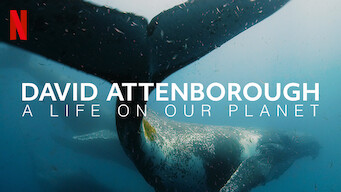 N
DAVID ATTENBOROUGH
A LIFE ON OUR PLANET